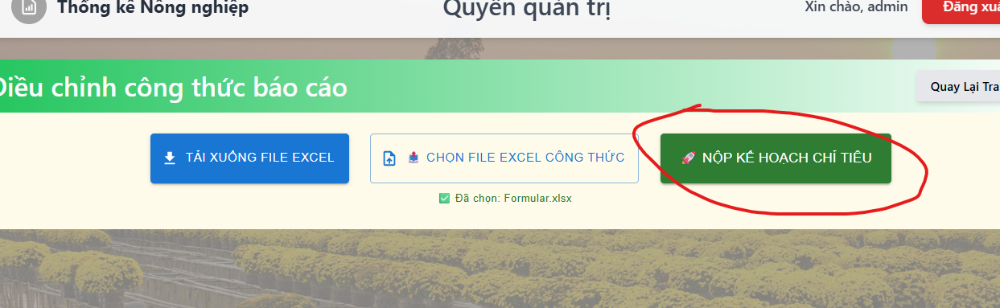 Thống kê Nông nghiệp
Quyền quản trị
Xin chào, admin
Đăng xuấ
Điều chỉnh công thức báo cáo
Quay Lại Tra
TẢI XUỐNG FILE EXCEL
CHỌN FILE EXCEL CÔNG THỨC
NỘP KẾ HOẠCH CHỈ TIÊU
Đã chọn: Formular.xlsx